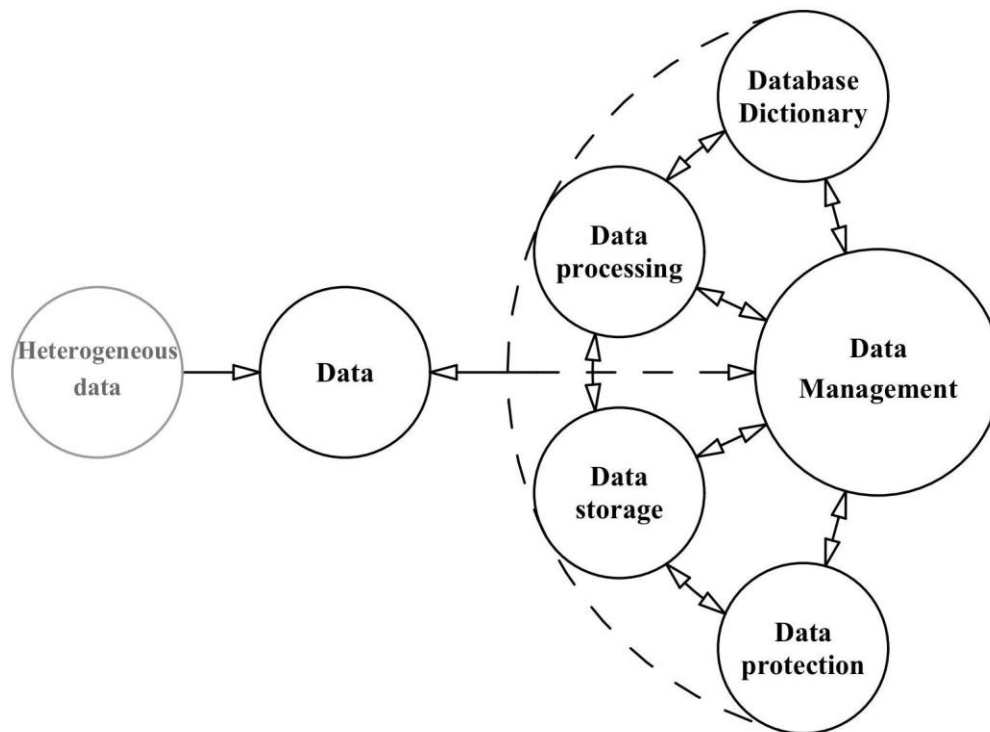 Database
Dictionary
Data
processing
Heterogeneous
data
Data
Data
Management
Data
storage
Data
protection